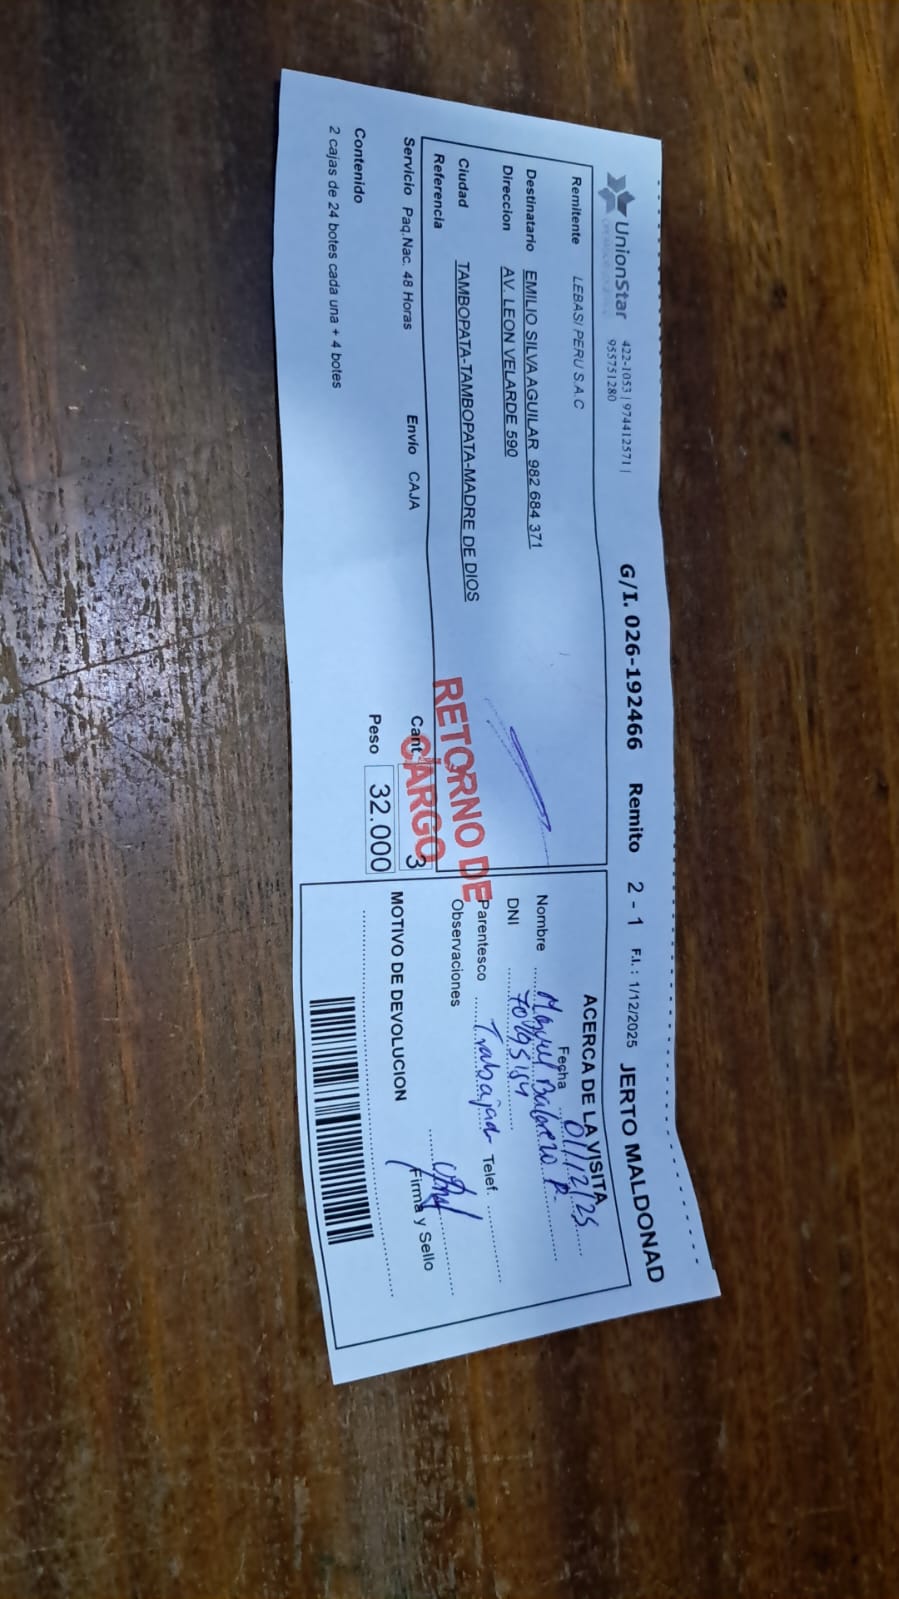 UnionStar 422-1053 | 974412571 | G/I. 026-192466 Remito 2 - 1 F.I. : 1/12/2025 JERTO MALDONAD
955751280
Remitente LEBASI PERU S.A.C
Destinatario EMILIO SILVA AGUILAR 982 684 371
Direccion AV. LEON VELARDE 590
Ciudad TAMBOPATA-TAMBOPATA-MADRE DE DIOS
Referencia
Servicio Paq.Nac. 48 Horas Envio CAJA Cant 3
Peso 32.000
Contenido
2 cajas de 24 botes cada una + 4 botes
RETORNO DE
CARGO
ACERCA DE LA VISITA
Fecha 01/12/25
Nombre
DNI
Parentesco Trabajador Telef.
Observaciones
Firma y Sello
MOTIVO DE DEVOLUCION